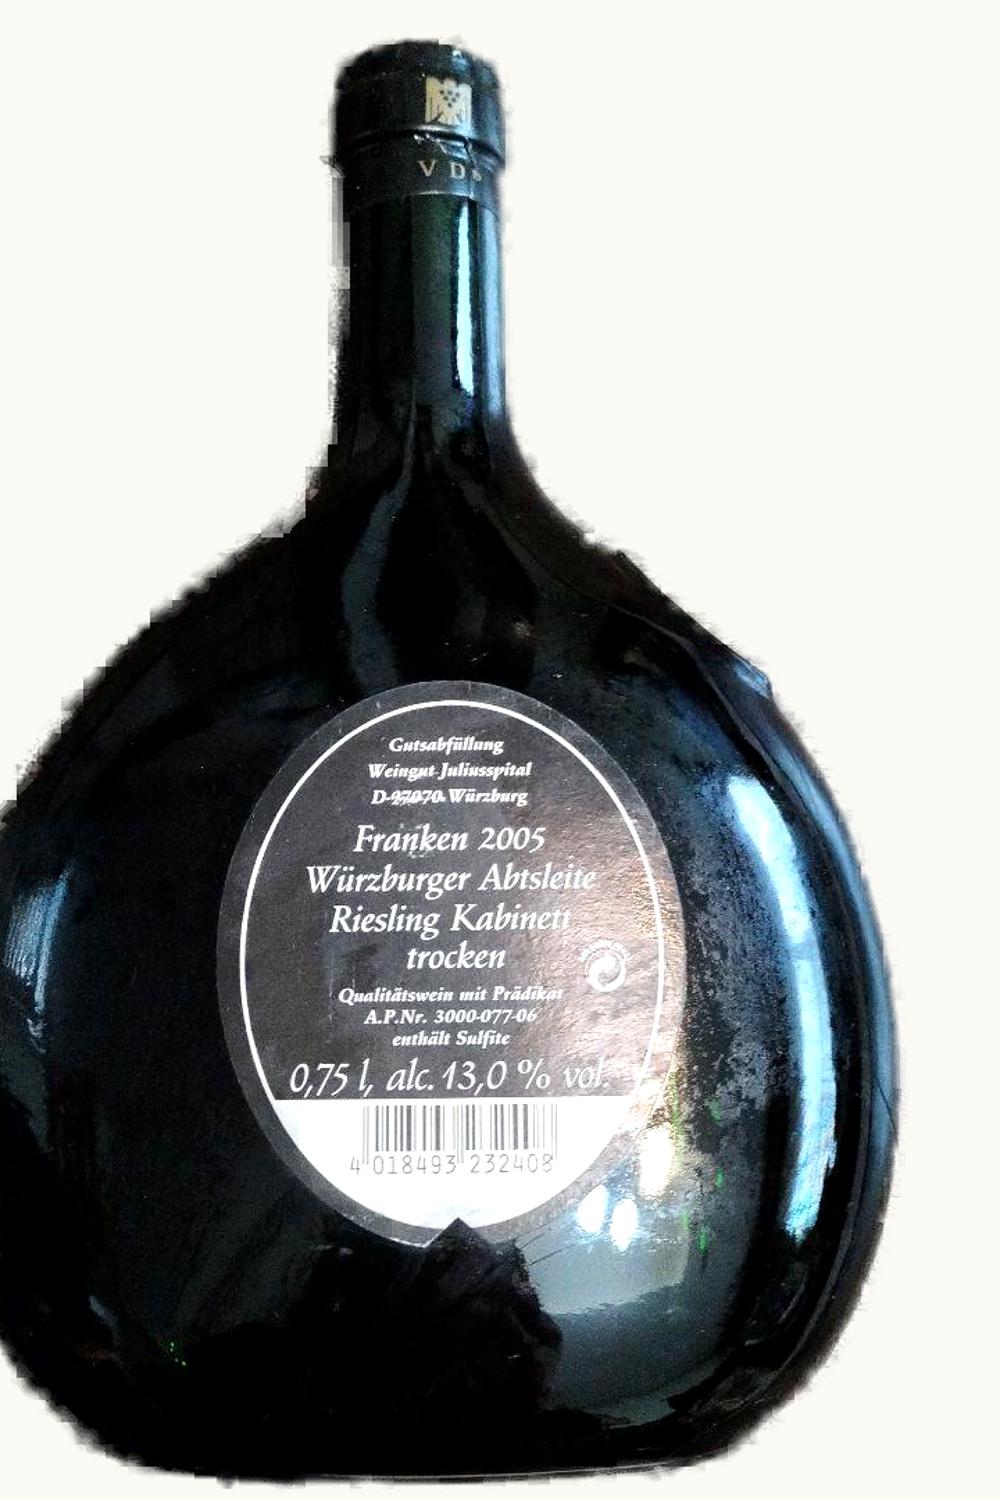 VDP
Gutsabfüllung
Weingut Juliusspital
D-97070 Würzburg
Franken 2005
Würzburger Abtsleite
Riesling Kabinett
trocken
Qualitätswein mit Prädikat
A.P.Nr. 3000-077-06
enthält Sulfite
0,75 l, alc. 13,0 % vol.
4 018493 232408